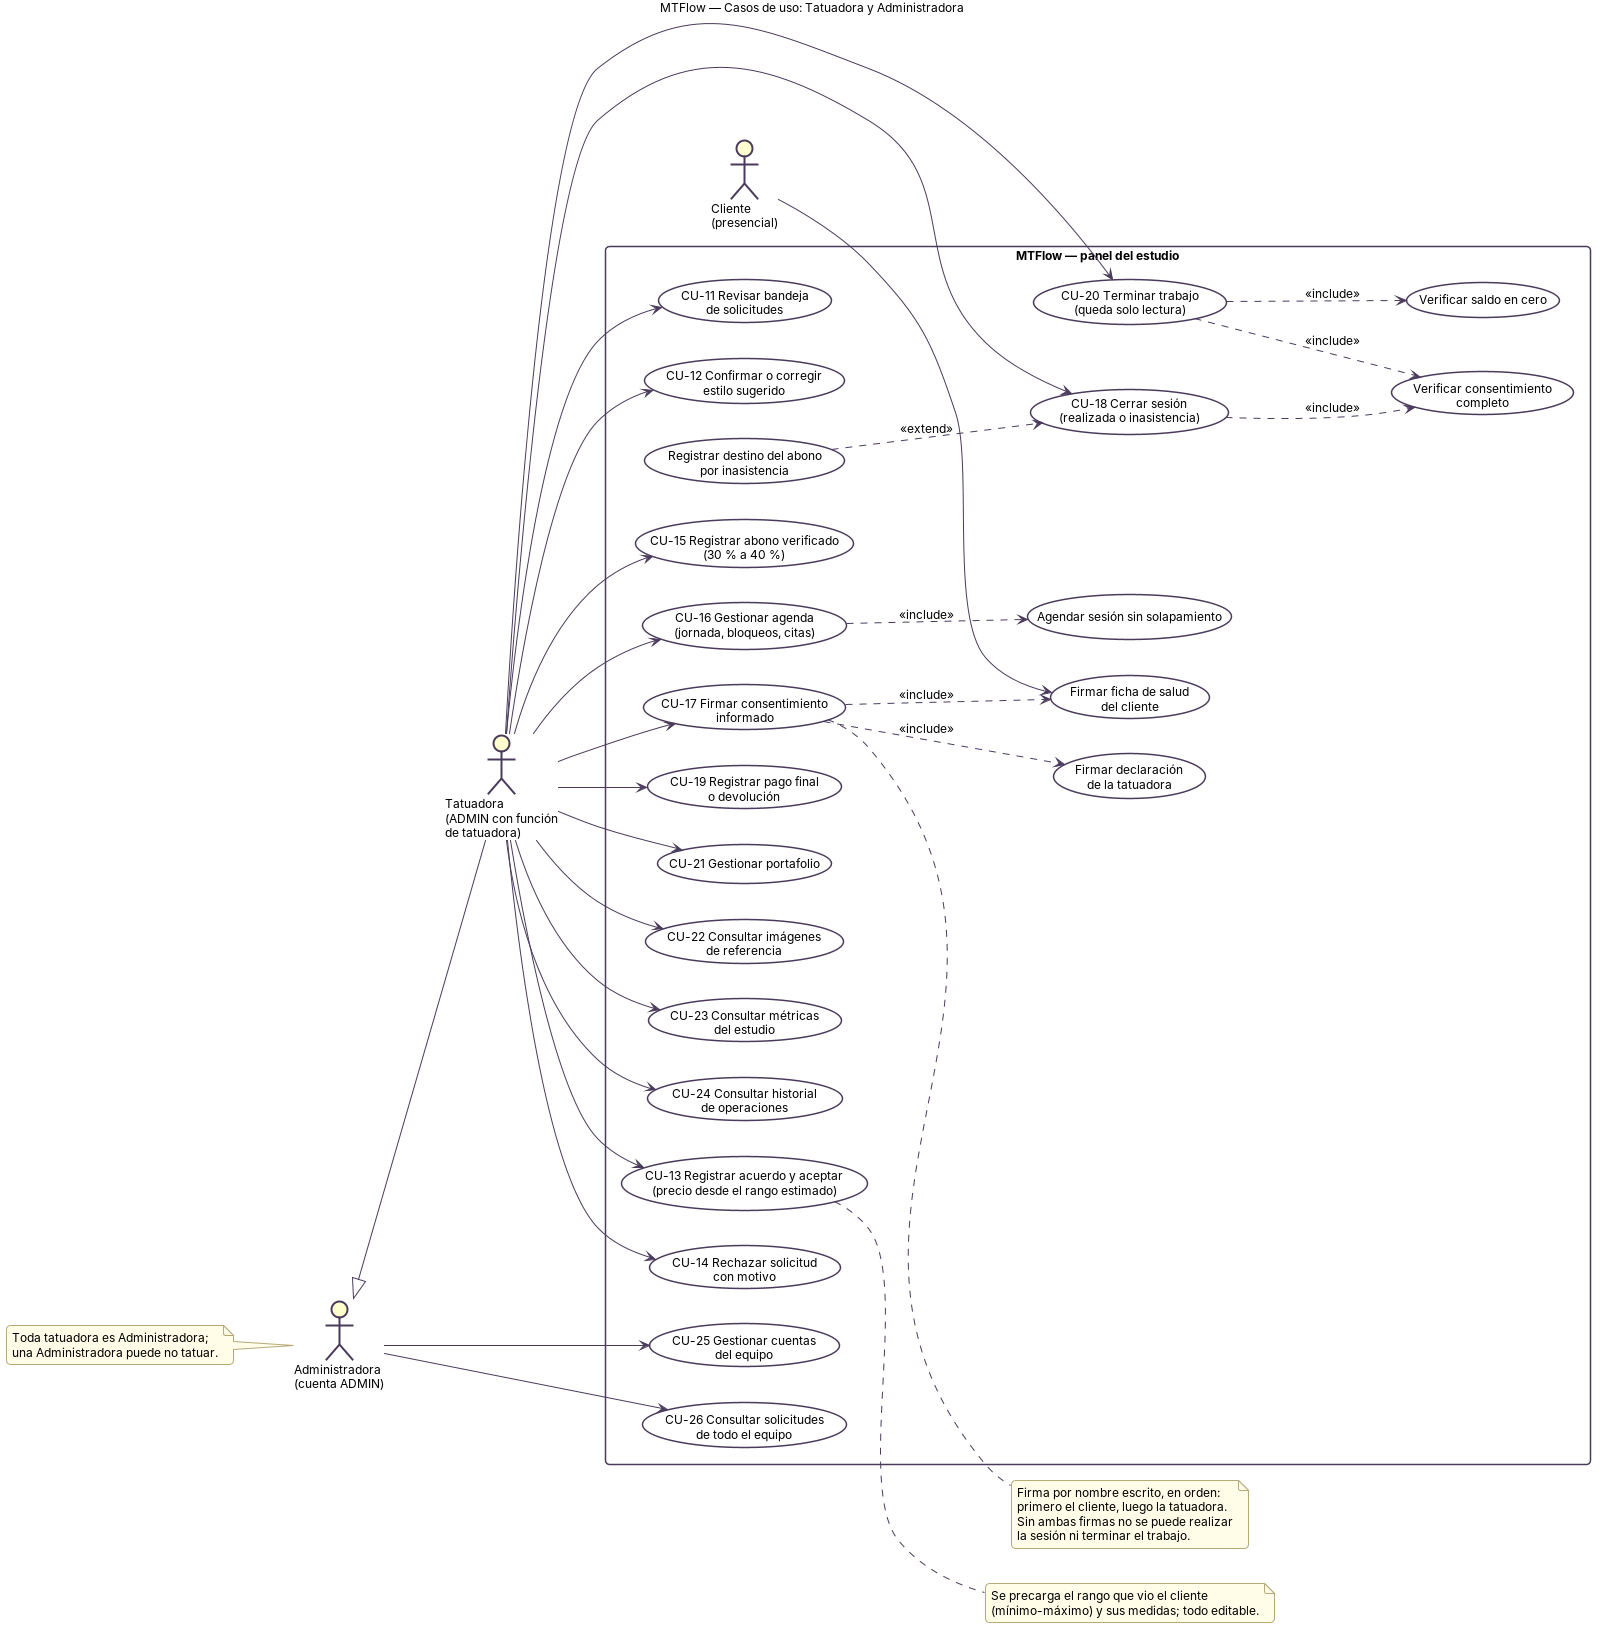 MTFlow — Casos de uso: Tatuadora y Administradora
Cliente
(presencial)
MTFlow — panel del estudio
CU-11 Revisar bandeja
de solicitudes
CU-20 Terminar trabajo
(queda solo lectura)
«include»
Verificar saldo en cero
«include»
CU-12 Confirmar o corregir
estilo sugerido
Verificar consentimiento
completo
CU-18 Cerrar sesión
(realizada o inasistencia)
«include»
«extend»
Registrar destino del abono
por inasistencia
CU-15 Registrar abono verificado
(30 % a 40 %)
CU-16 Gestionar agenda
(jornada, bloqueos, citas)
«include»
Agendar sesión sin solapamiento
CU-17 Firmar consentimiento
informado
«include»
Firmar ficha de salud
del cliente
«include»
Firmar declaración
de la tatuadora
CU-19 Registrar pago final
o devolución
Tatuadora
(ADMIN con función
de tatuadora)
CU-21 Gestionar portafolio
CU-22 Consultar imágenes
de referencia
CU-23 Consultar métricas
del estudio
CU-24 Consultar historial
de operaciones
CU-13 Registrar acuerdo y aceptar
(precio desde el rango estimado)
CU-14 Rechazar solicitud
con motivo
Toda tatuadora es Administradora;
una Administradora puede no tatuar.
Administradora
(cuenta ADMIN)
CU-25 Gestionar cuentas
del equipo
CU-26 Consultar solicitudes
de todo el equipo
Firma por nombre escrito, en orden:
primero el cliente, luego la tatuadora.
Sin ambas firmas no se puede realizar
la sesión ni terminar el trabajo.
Se precarga el rango que vio el cliente
(mínimo-máximo) y sus medidas; todo editable.